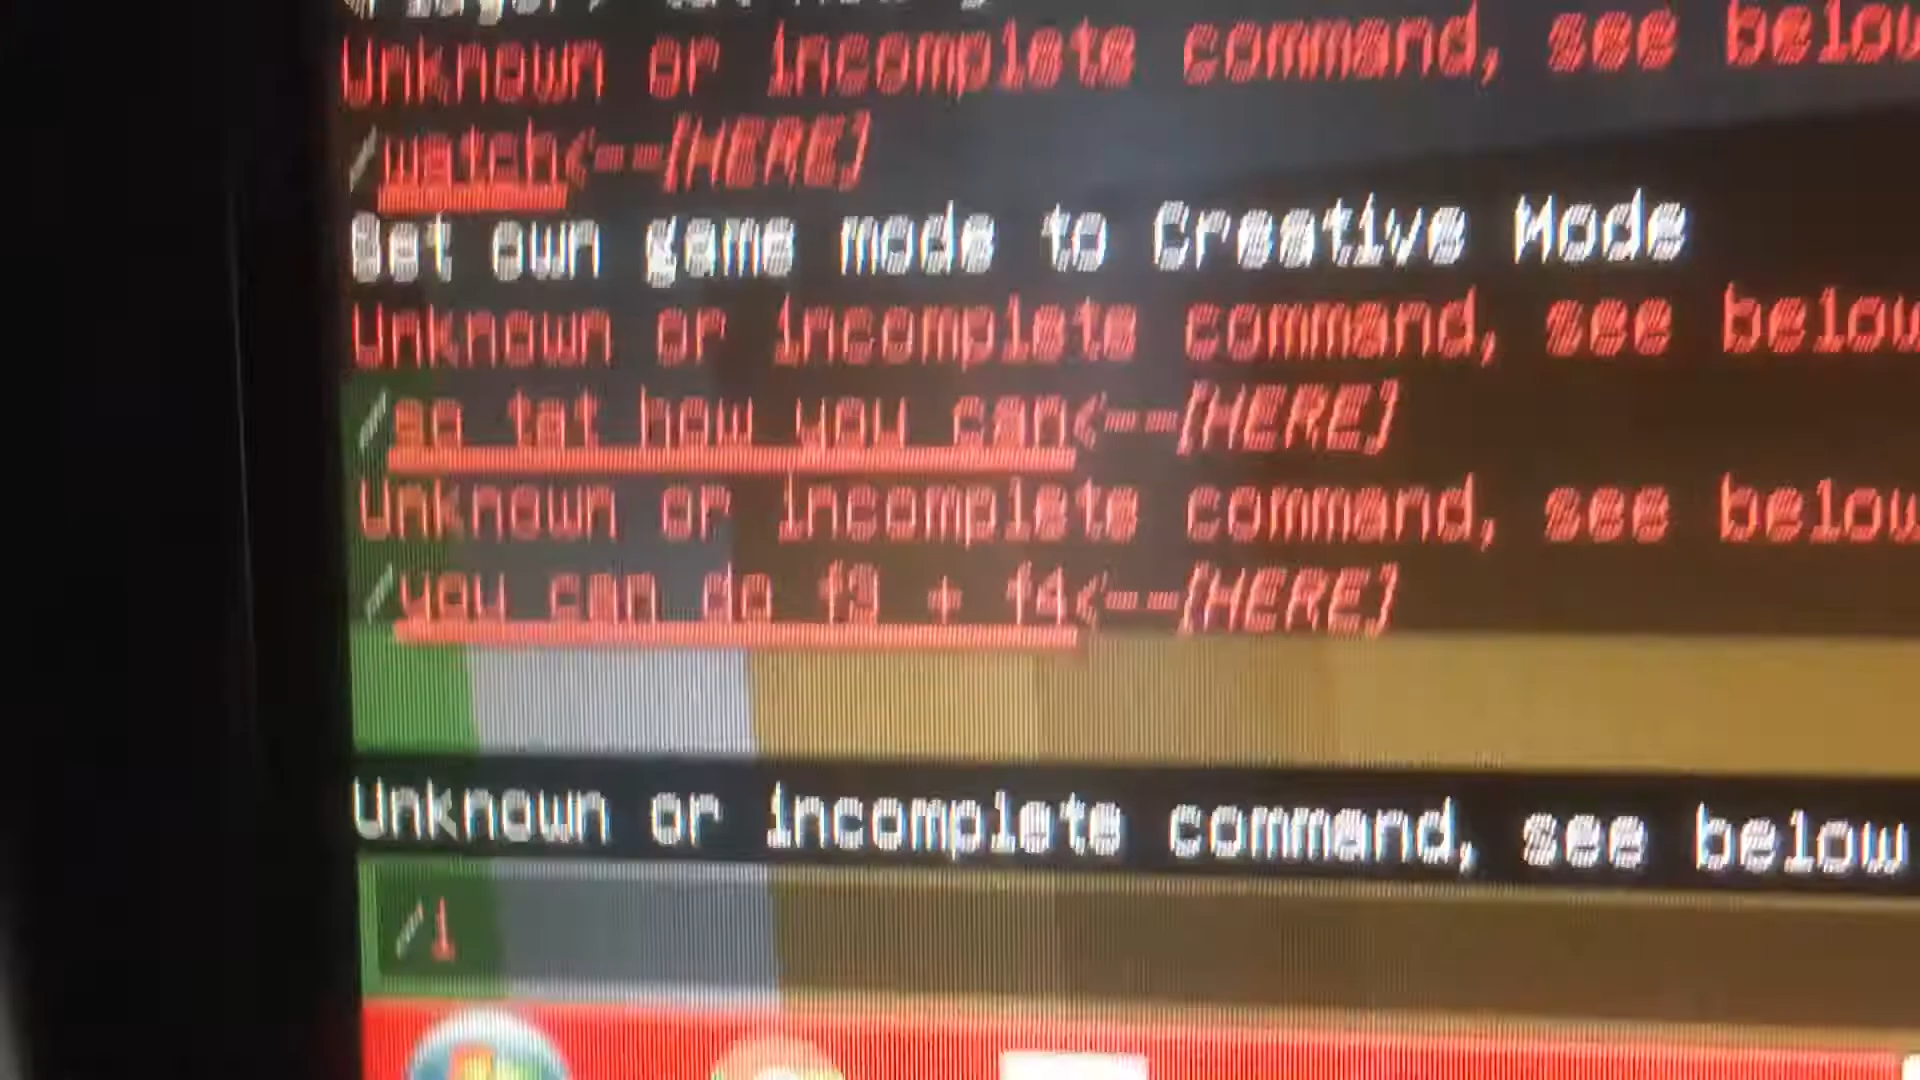 Unknown or incomplete command, see below
/watch<--[HERE]
Set own game mode to Creative Mode
Unknown or incomplete command, see below
/so tat how you can<--[HERE]
Unknown or incomplete command, see below
/you can do f3 + f4<--[HERE]
Unknown or incomplete command, see below
/i